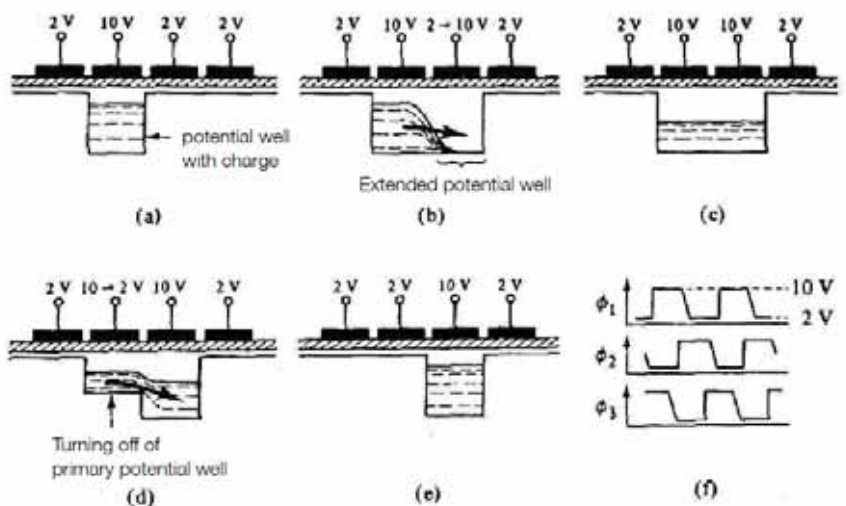 2 V 10 V 2 V 2 V
potential well
with charge
(a)
2 V 10 V 2→10 V 2 V
Extended potential well
(b)
2 V 10 V 10 V 2 V
(c)
2 V 10→2 V 10 V 2 V
Turning off of
primary potential well
(d)
2 V 2 V 10 V 2 V
(e)
ϕ1
10 V
2 V
ϕ2
ϕ3
(f)